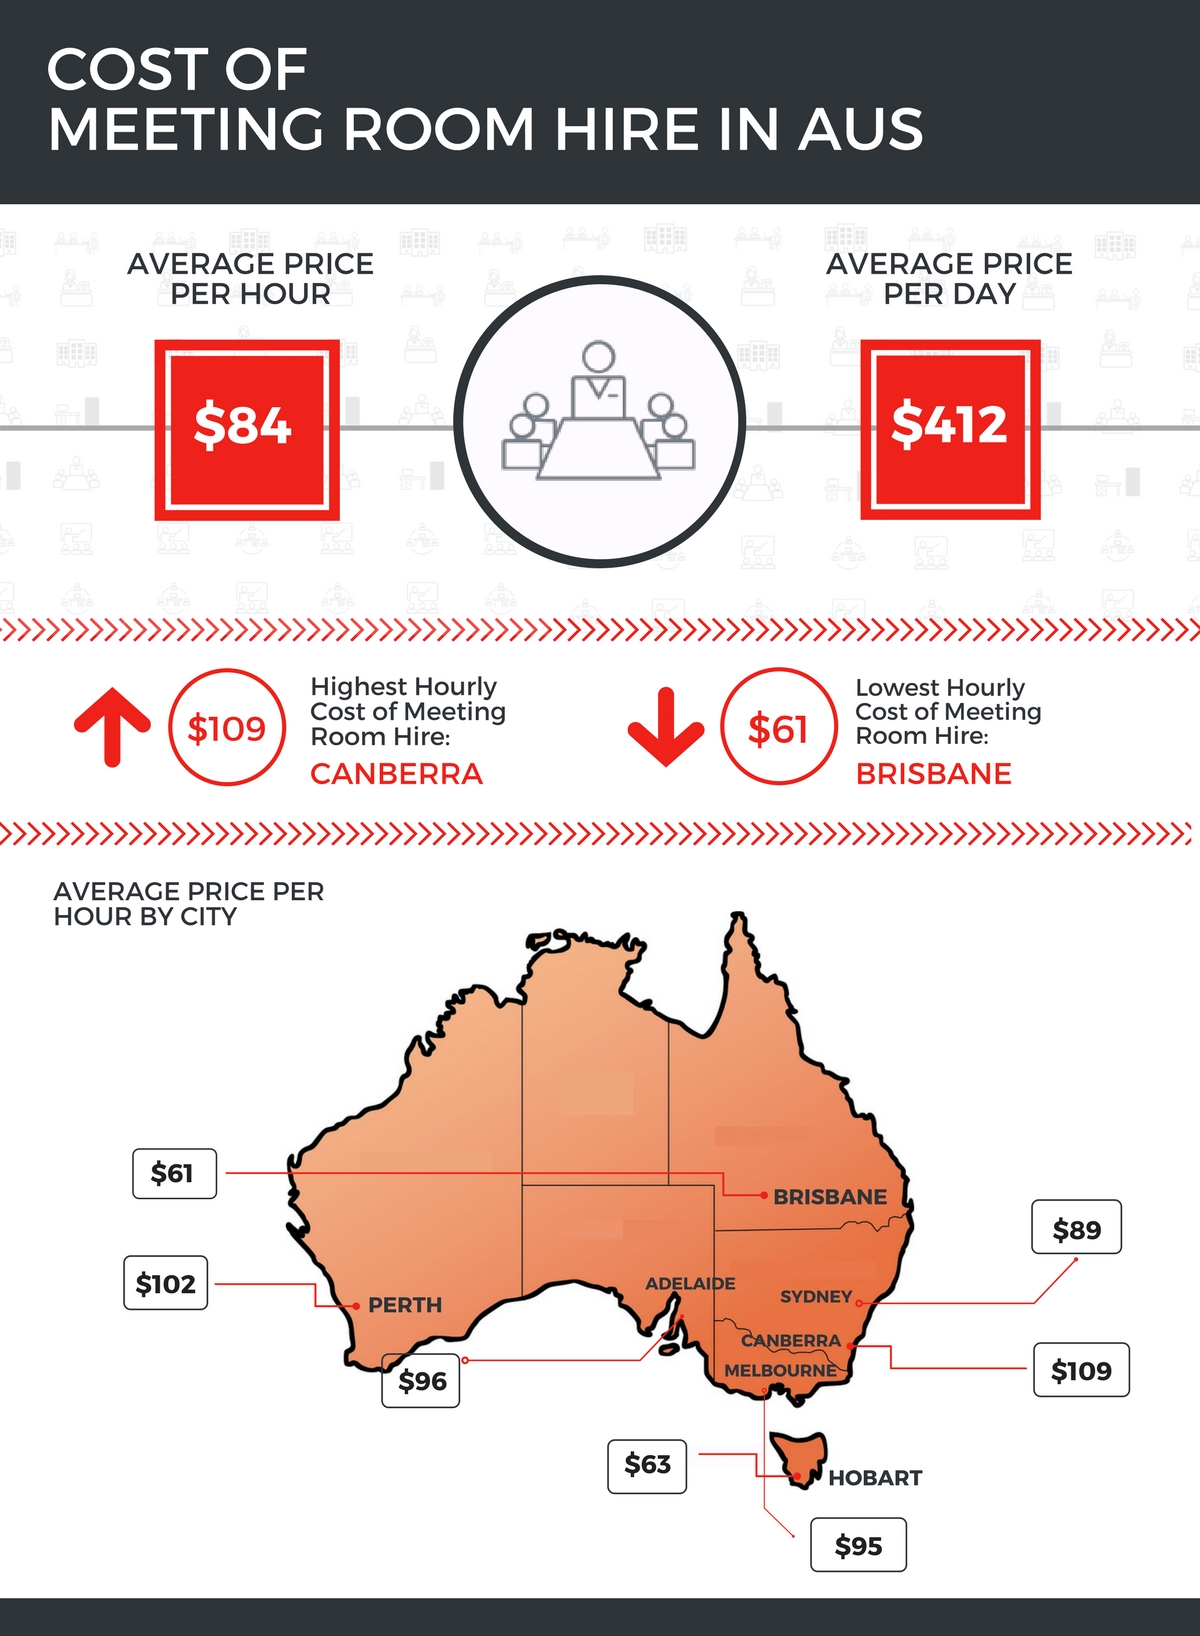 COST OF
MEETING ROOM HIRE IN AUS
AVERAGE PRICE
PER HOUR
$84
AVERAGE PRICE
PER DAY
$412
$109
Highest Hourly
Cost of Meeting
Room Hire:
CANBERRA
$61
Lowest Hourly
Cost of Meeting
Room Hire:
BRISBANE
AVERAGE PRICE PER
HOUR BY CITY
$61
BRISBANE
$89
$102
PERTH
ADELAIDE
SYDNEY
CANBERRA
MELBOURNE
$96
$109
$63
HOBART
$95